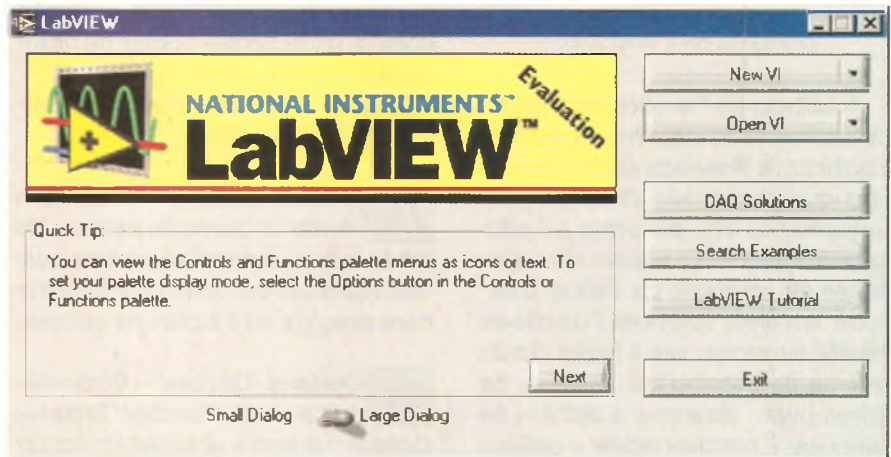 LabVIEW
NATIONAL INSTRUMENTS™
LabVIEW™
Evaluation
Quick Tip:
You can view the Controls and Functions palette menus as icons or text. To
set your palette display mode, select the Options button in the Controls or
Functions palette.
Next
Small Dialog Large Dialog
New VI
Open VI
DAQ Solutions
Search Examples
LabVIEW Tutorial
Exit